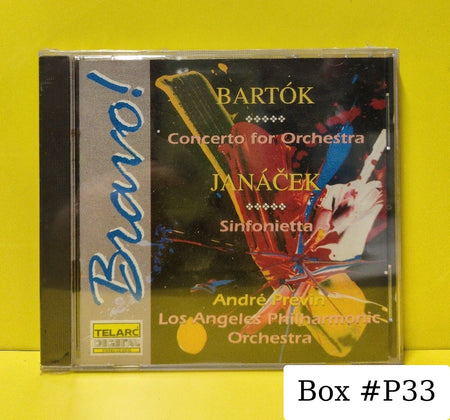 Bravo!
BARTÓK
Concerto for Orchestra
JANÁČEK
Sinfonietta
André Previn
Los Angeles Philharmonic
Orchestra
TELARC
DIGITAL
Box #P33